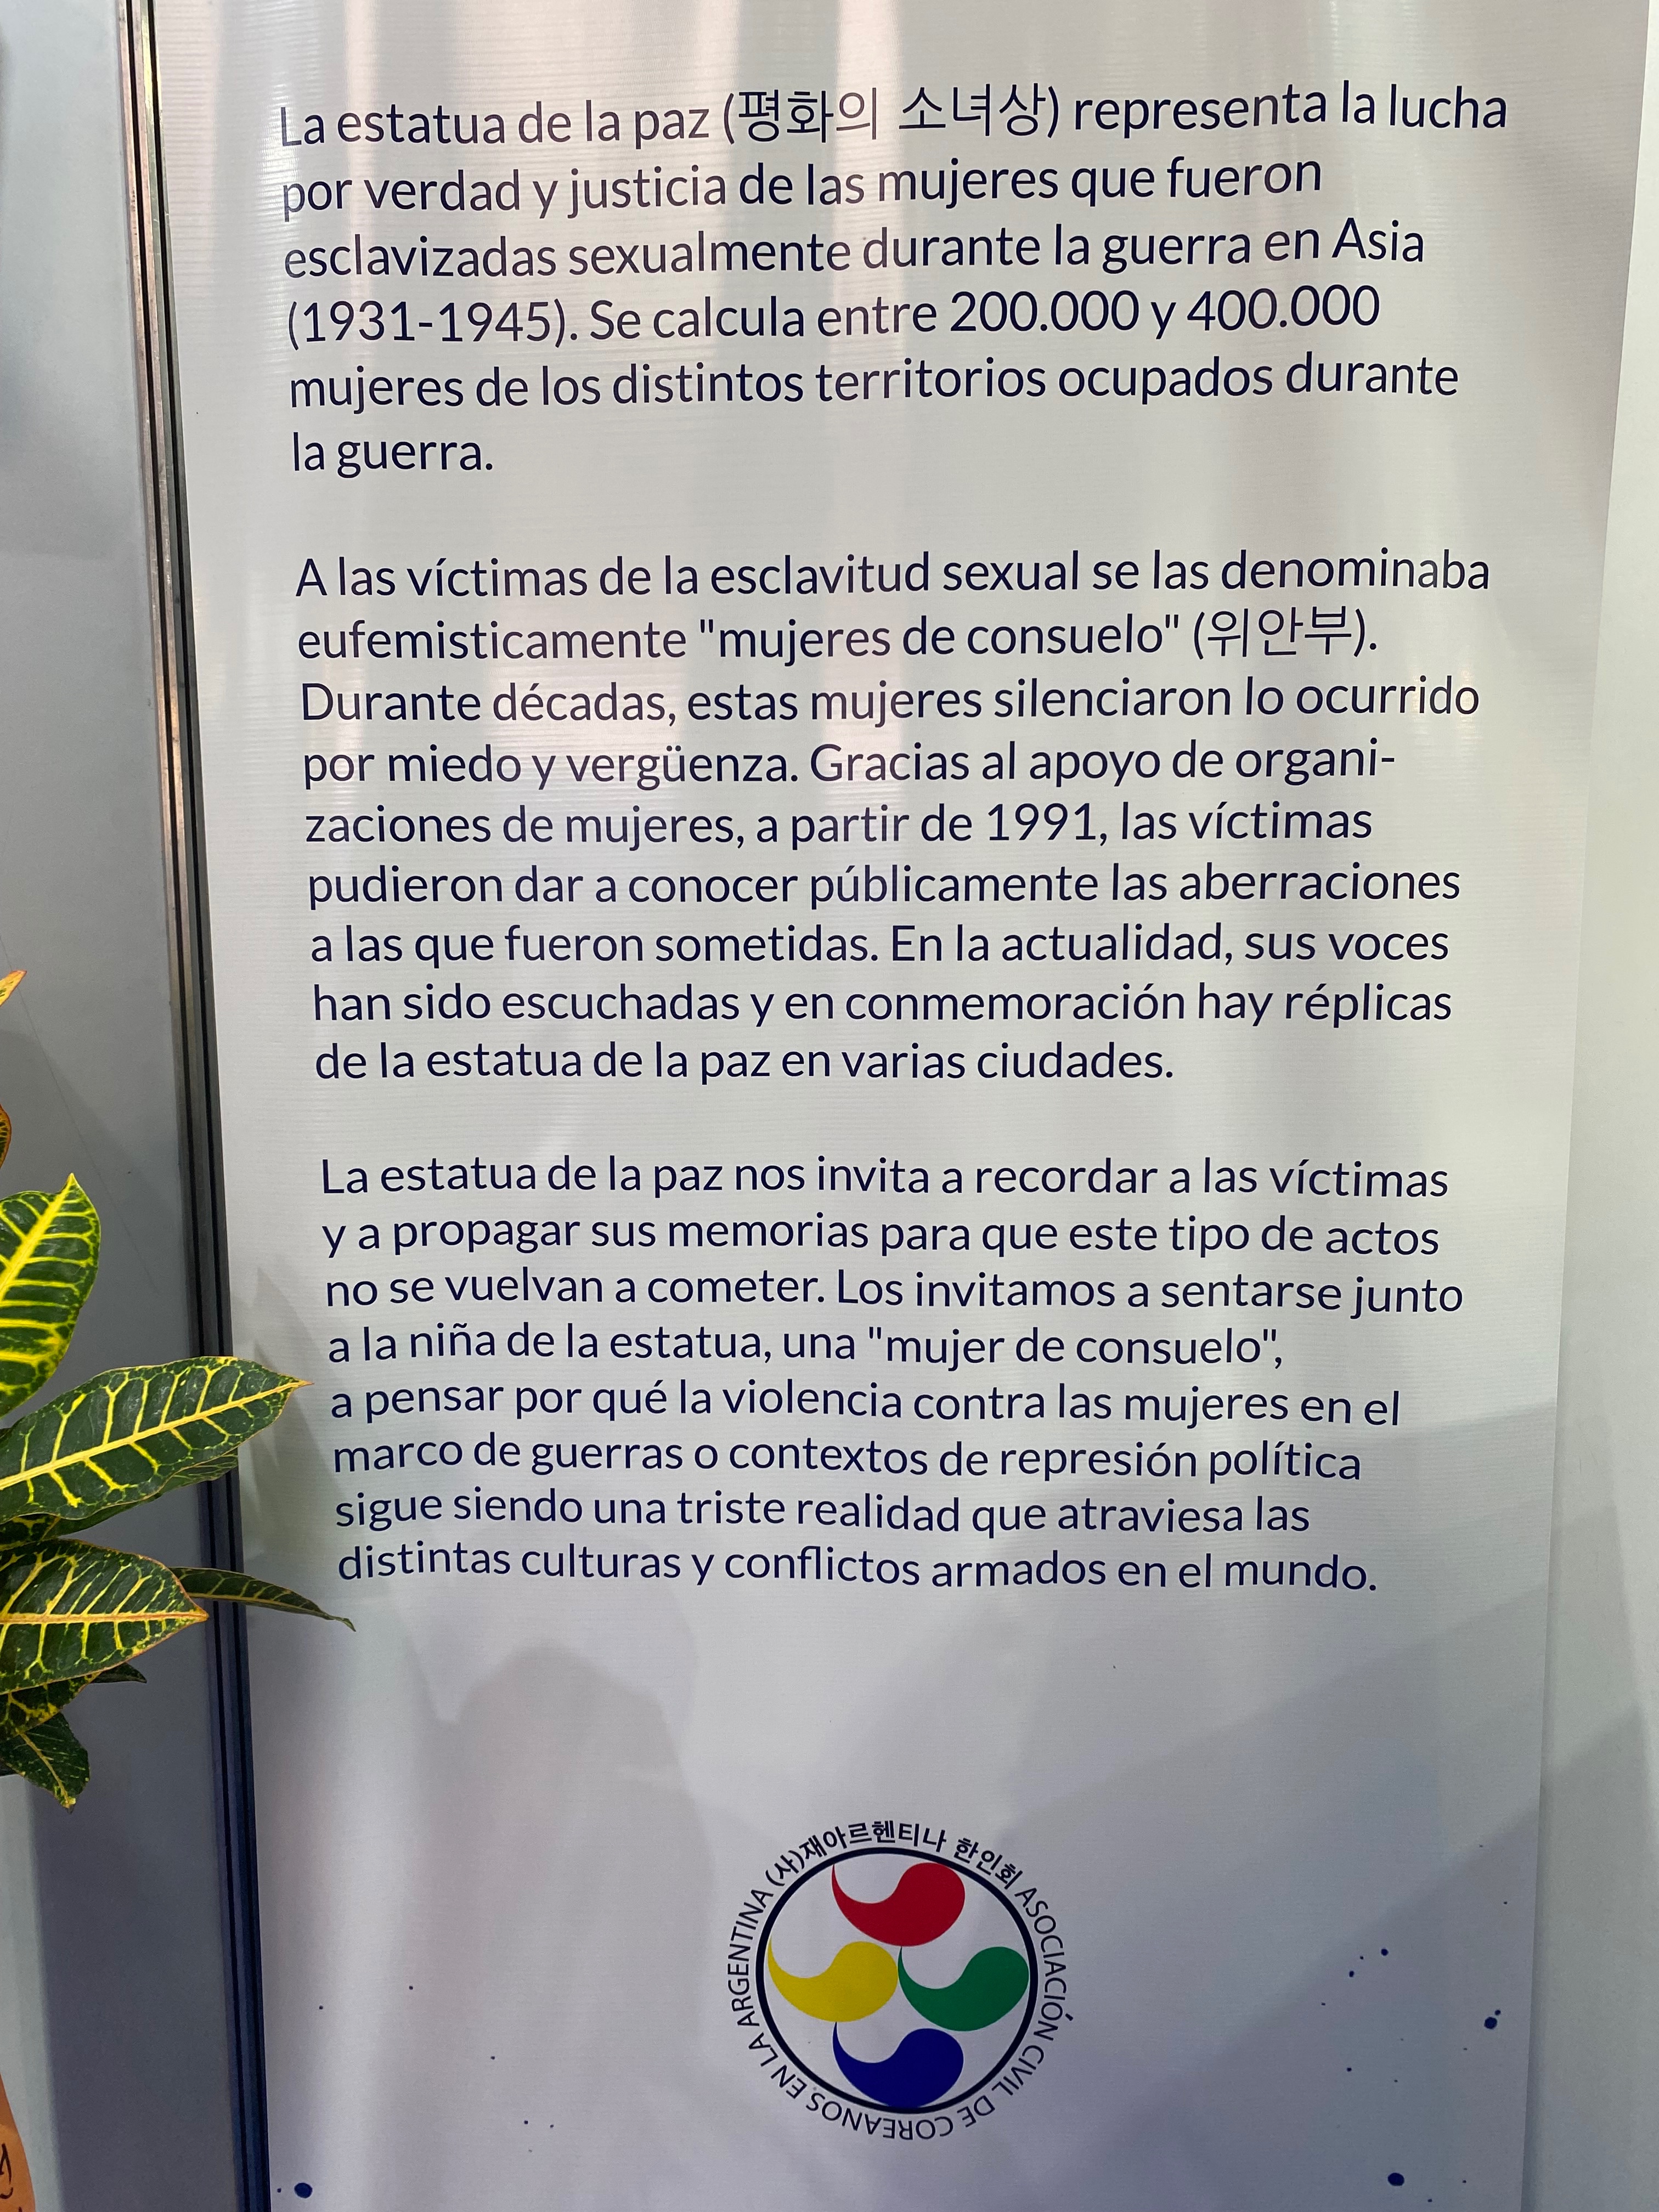 La estatua de la paz (평화의 소녀상) representa la lucha
por verdad y justicia de las mujeres que fueron
esclavizadas sexualmente durante la guerra en Asia
(1931-1945). Se calcula entre 200.000 y 400.000
mujeres de los distintos territorios ocupados durante
la guerra.
A las víctimas de la esclavitud sexual se las denominaba
eufemisticamente "mujeres de consuelo" (위안부).
Durante décadas, estas mujeres silenciaron lo ocurrido
por miedo y vergüenza. Gracias al apoyo de organi-
zaciones de mujeres, a partir de 1991, las víctimas
pudieron dar a conocer públicamente las aberraciones
a las que fueron sometidas. En la actualidad, sus voces
han sido escuchadas y en conmemoración hay réplicas
de la estatua de la paz en varias ciudades.
La estatua de la paz nos invita a recordar a las víctimas
y a propagar sus memorias para que este tipo de actos
no se vuelvan a cometer. Los invitamos a sentarse junto
a la niña de la estatua, una "mujer de consuelo",
a pensar por qué la violencia contra las mujeres en el
marco de guerras o contextos de represión política
sigue siendo una triste realidad que atraviesa las
distintas culturas y conflictos armados en el mundo.
(사)재아르헨티나 한인회 ASOCIACIÓN CIVIL DE COREANOS EN LA ARGENTINA